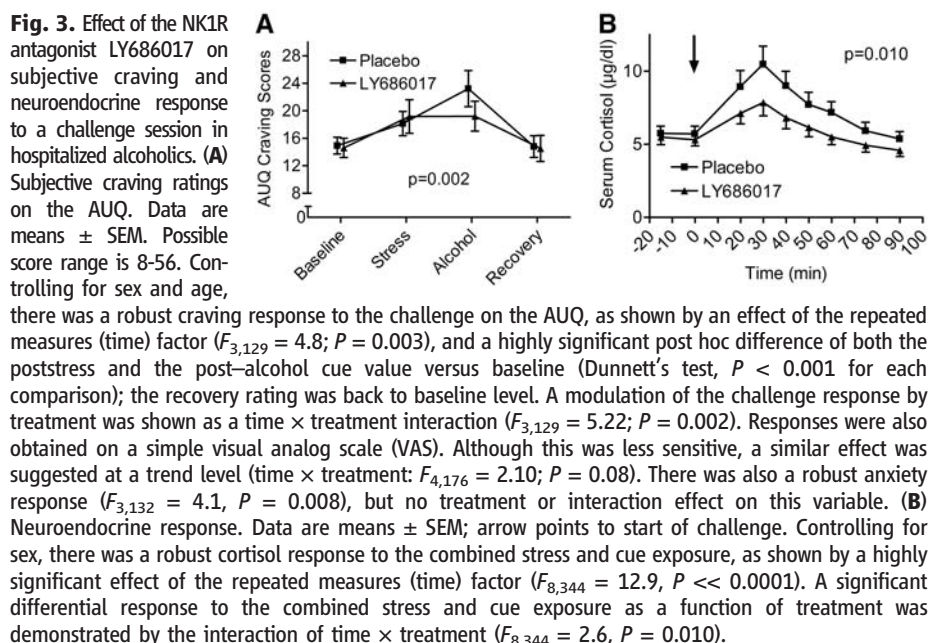 Fig. 3. Effect of the NK1R
antagonist LY686017 on
subjective craving and
neuroendocrine response
to a challenge session in
hospitalized alcoholics. (A)
Subjective craving ratings
on the AUQ. Data are
means ± SEM. Possible
score range is 8-56. Con-
trolling for sex and age,
A
AUQ Craving Scores
28
24
20
16
12
8
0
Placebo
LY686017
p=0.002
Baseline
Stress
Alcohol
Recovery
B
Serum Cortisol (µg/dl)
10
5
0
p=0.010
Placebo
LY686017
-20 -10 0 10 20 30 40 50 60 70 80 90 100
Time (min)
there was a robust craving response to the challenge on the AUQ, as shown by an effect of the repeated
measures (time) factor (F3,129 = 4.8; P = 0.003), and a highly significant post hoc difference of both the
poststress and the post–alcohol cue value versus baseline (Dunnett’s test, P < 0.001 for each
comparison); the recovery rating was back to baseline level. A modulation of the challenge response by
treatment was shown as a time × treatment interaction (F3,129 = 5.22; P = 0.002). Responses were also
obtained on a simple visual analog scale (VAS). Although this was less sensitive, a similar effect was
suggested at a trend level (time × treatment: F4,176 = 2.10; P = 0.08). There was also a robust anxiety
response (F3,132 = 4.1, P = 0.008), but no treatment or interaction effect on this variable. (B)
Neuroendocrine response. Data are means ± SEM; arrow points to start of challenge. Controlling for
sex, there was a robust cortisol response to the combined stress and cue exposure, as shown by a highly
significant effect of the repeated measures (time) factor (F8,344 = 12.9, P << 0.0001). A significant
differential response to the combined stress and cue exposure as a function of treatment was
demonstrated by the interaction of time × treatment (F8,344 = 2.6, P = 0.010).